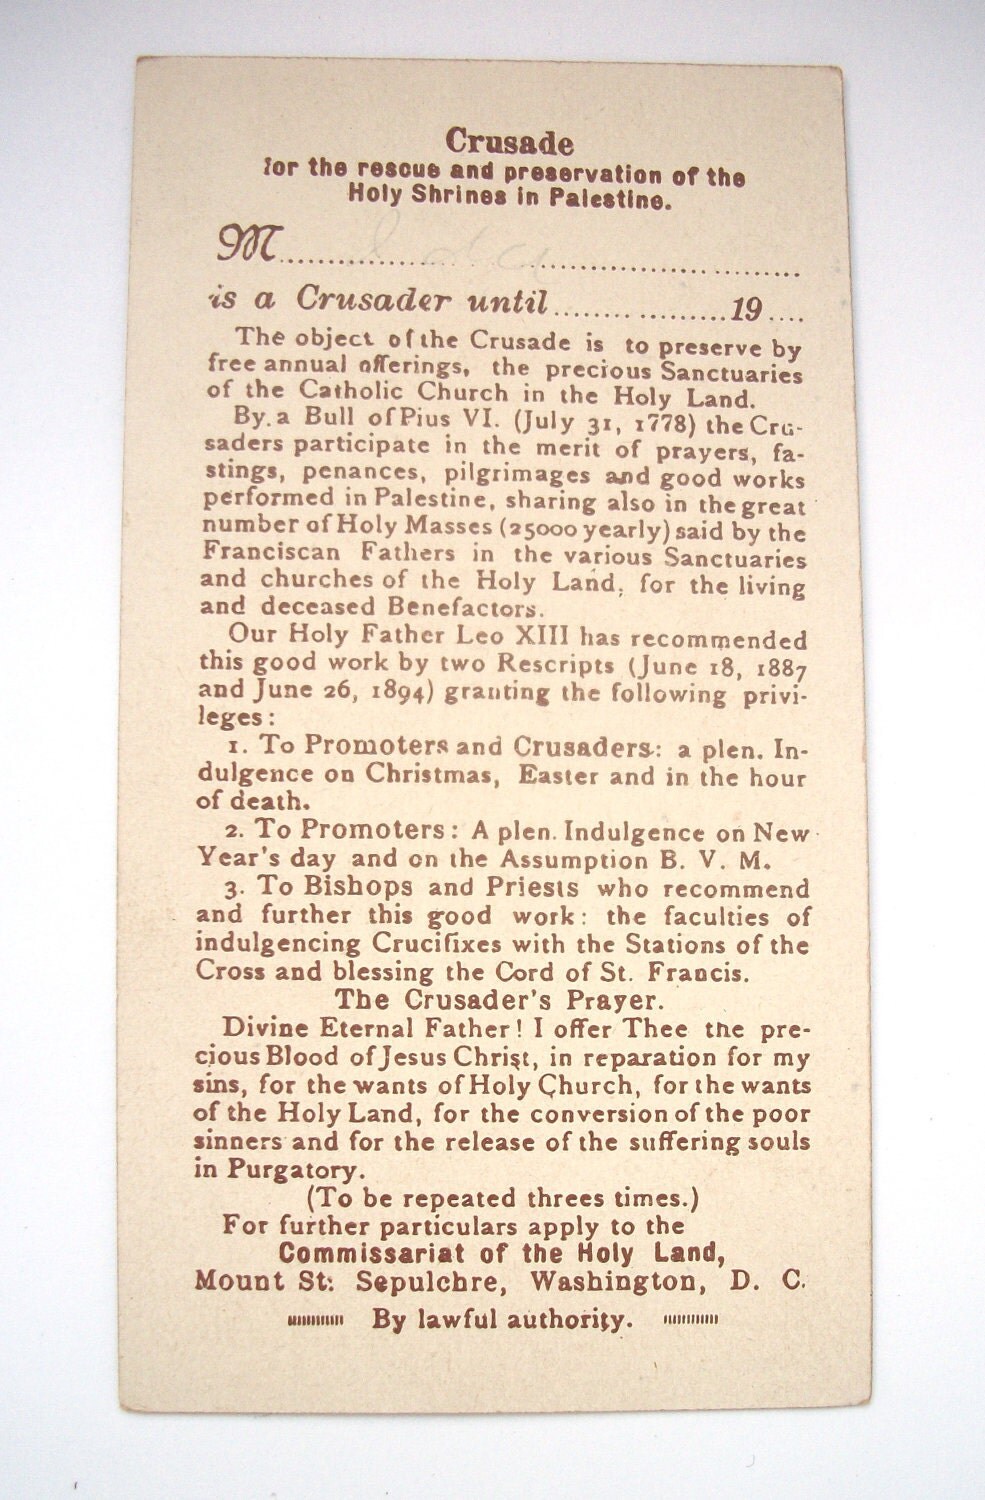 Crusade
for the rescue and preservation of the
Holy Shrines in Palestine.
M..........................................................
is a Crusader until....................19....
The object of the Crusade is to preserve by
free annual offerings, the precious Sanctuaries
of the Catholic Church in the Holy Land.
By a Bull of Pius VI. (July 31, 1778) the Cru-
saders participate in the merit of prayers, fa-
stings, penances, pilgrimages and good works
performed in Palestine, sharing also in the great
number of Holy Masses (25000 yearly) said by the
Franciscan Fathers in the various Sanctuaries
and churches of the Holy Land, for the living
and deceased Benefactors.
Our Holy Father Leo XIII has recommended
this good work by two Rescripts (June 18, 1887
and June 26, 1894) granting the following privi-
leges:
1. To Promoters and Crusaders: a plen. In-
dulgence on Christmas, Easter and in the hour
of death.
2. To Promoters: A plen. Indulgence on New
Year's day and on the Assumption B. V. M.
3. To Bishops and Priests who recommend
and further this good work: the faculties of
indulgencing Crucifixes with the Stations of the
Cross and blessing the Cord of St. Francis.
The Crusader's Prayer.
Divine Eternal Father! I offer Thee the pre-
cious Blood of Jesus Christ, in reparation for my
sins, for the wants of Holy Church, for the wants
of the Holy Land, for the conversion of the poor
sinners and for the release of the suffering souls
in Purgatory.
(To be repeated threes times.)
For further particulars apply to the
Commissariat of the Holy Land,
Mount St: Sepulchre, Washington, D. C.
By lawful authority.